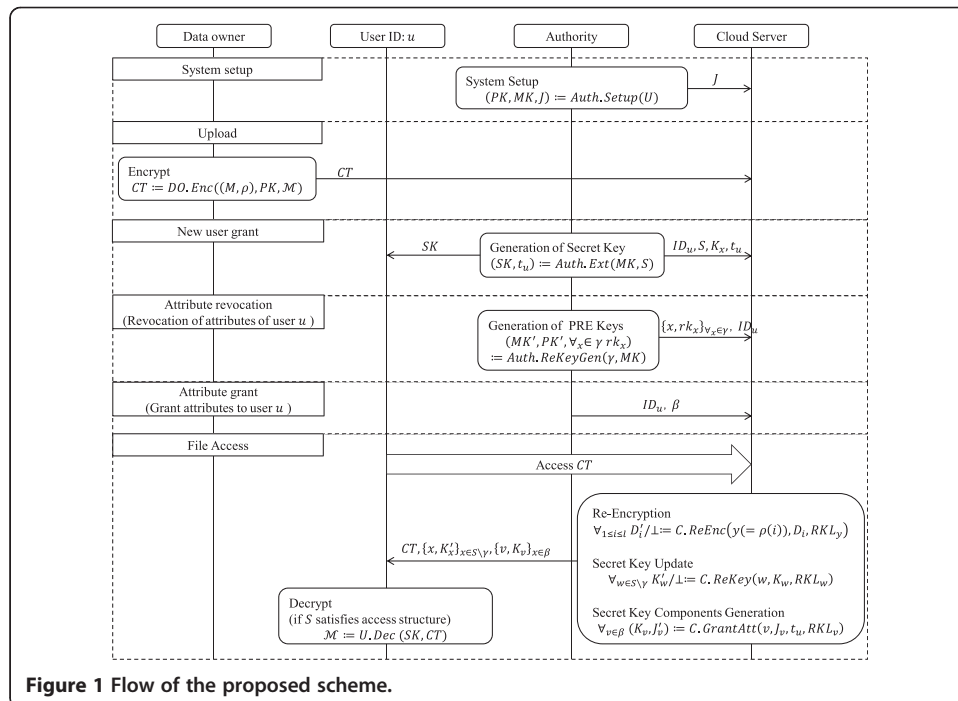 Data owner
User ID: u
Authority
Cloud Server
System setup
System Setup
(PK, MK, J) := Auth.Setup(U)
J
Upload
Encrypt
CT := DO.Enc((M, ρ), PK, ℳ)
CT
New user grant
SK
Generation of Secret Key
(SK, t_u) := Auth.Ext(MK, S)
ID_u, S, K_x, t_u
Attribute revocation
(Revocation of attributes of user u )
Generation of PRE Keys
(MK′, PK′, ∀_x∈ γ rk_x)
:= Auth.ReKeyGen(γ, MK)
{x, rk_x}_{∀_x∈γ}, ID_u
Attribute grant
(Grant attributes to user u )
ID_u, β
File Access
Access CT
Re-Encryption
∀_{1≤i≤l} D_i′/⊥:= C.ReEnc(y(= ρ(i)), D_i, RKL_y)
CT, {x, K_x′}_{x∈S\γ}, {v, K_v}_{x∈β}
Secret Key Update
∀_{w∈S\γ} K_w′/⊥:= C.ReKey(w, K_w, RKL_w)
Secret Key Components Generation
∀_{v∈β} (K_v, J_v′) := C.GrantAtt(v, J_v, t_u, RKL_v)
Decrypt
(if S satisfies access structure)
ℳ := U.Dec (SK, CT)
Figure 1 Flow of the proposed scheme.